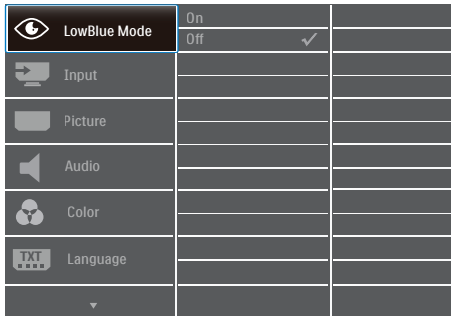 LowBlue Mode
On
Off
Input
Picture
Audio
Color
TXT
Language